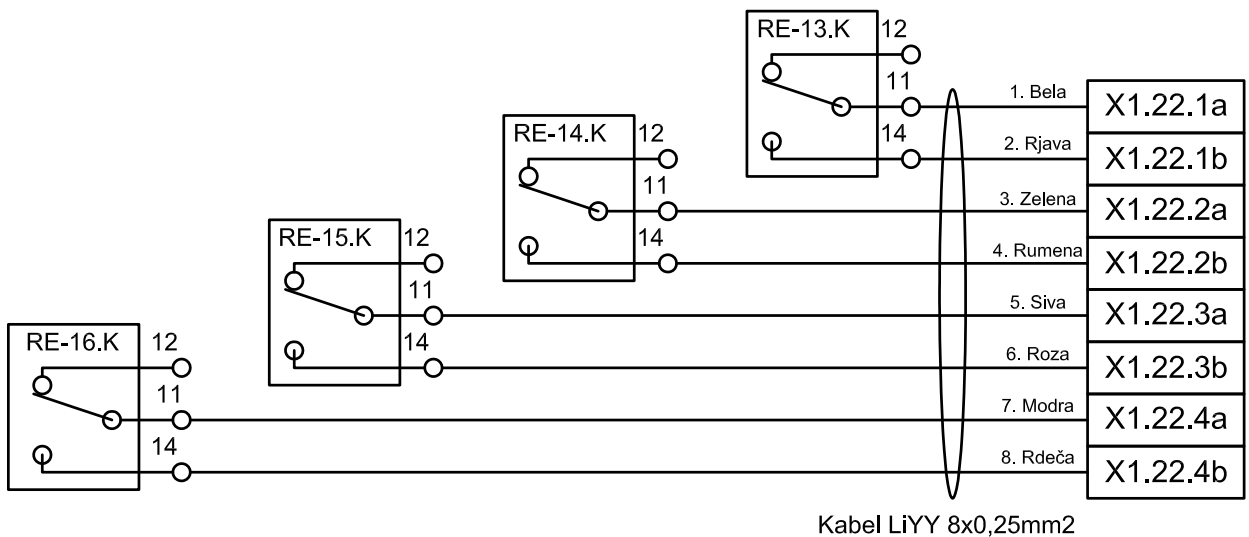 RE-13.K
12
11
14
1. Bela
X1.22.1a
2. Rjava
X1.22.1b
RE-14.K
12
11
14
3. Zelena
X1.22.2a
4. Rumena
X1.22.2b
RE-15.K
12
11
14
5. Siva
X1.22.3a
6. Roza
X1.22.3b
RE-16.K
12
11
14
7. Modra
X1.22.4a
8. Rdeča
X1.22.4b
Kabel LiYY 8x0,25mm2